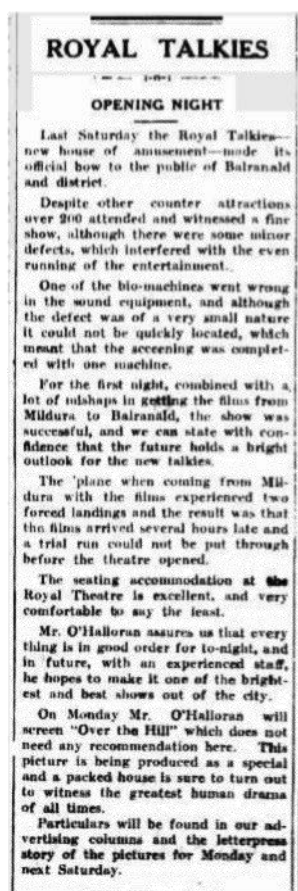 ROYAL TALKIES
OPENING NIGHT
Last Saturday the Royal Talkies—
new house of amusement—made its
official bow to the public of Balranald
and district.
Despite other counter attractions
over 200 attended and witnessed a fine
show, although there were some minor
defects, which interfered with the even
running of the entertainment.
One of the bio-machines went wrong
in the sound equipment, and although
the defect was of a very small nature
it could not be quickly located, which
meant that the screening was complet-
ed with one machine.
For the first night, combined with a
lot of mishaps in getting the films from
Mildura to Balranald, the show was
successful, and we can state with con-
fidence that the future holds a bright
outlook for the new talkies.
The 'plane when coming from Mil-
dura with the films experienced two
forced landings and the result was that
the films arrived several hours late and
a trial run could not be put through
before the theatre opened.
The seating accommodation at the
Royal Theatre is excellent, and very
comfortable to say the least.
Mr. O'Halloran assures us that every
thing is in good order for to-night, and
in future, with an experienced staff,
he hopes to make it one of the bright-
est and best shows out of the city.
On Monday Mr. O'Halloran will
screen "Over the Hill" which does not
need any recommendation here. This
picture is being produced as a special
and a packed house is sure to turn out
to witness the greatest human drama
of all times.
Particulars will be found in our ad-
vertising columns and the letterpress
story of the pictures for Monday and
next Saturday.